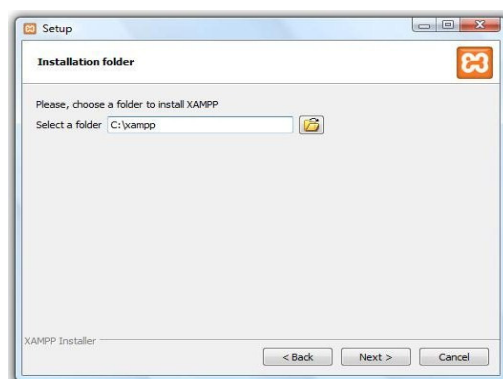 Setup
Installation folder
Please, choose a folder to install XAMPP
Select a folder C:\xampp
XAMPP Installer
< Back Next > Cancel